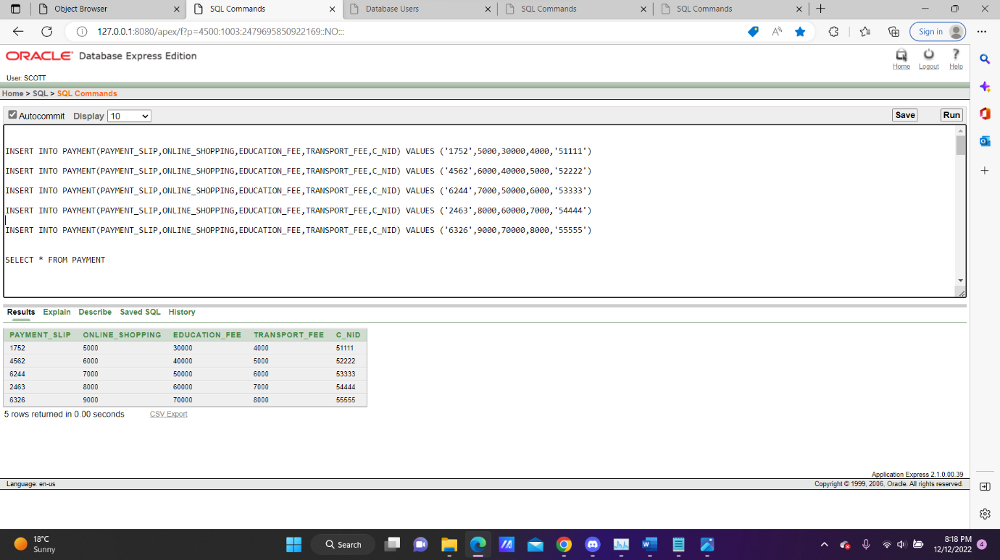 Object Browser
SQL Commands
Database Users
SQL Commands
SQL Commands
127.0.0.1:8080/apex/f?p=4500:1003:2479695850922169::NO:::
Sign in
ORACLE Database Express Edition
Home Logout Help
User: SCOTT
Home > SQL > SQL Commands
Autocommit Display 10 Save Run
INSERT INTO PAYMENT(PAYMENT_SLIP,ONLINE_SHOPPING,EDUCATION_FEE,TRANSPORT_FEE,C_NID) VALUES ('1752',5000,30000,4000,'51111')
INSERT INTO PAYMENT(PAYMENT_SLIP,ONLINE_SHOPPING,EDUCATION_FEE,TRANSPORT_FEE,C_NID) VALUES ('4562',6000,40000,5000,'52222')
INSERT INTO PAYMENT(PAYMENT_SLIP,ONLINE_SHOPPING,EDUCATION_FEE,TRANSPORT_FEE,C_NID) VALUES ('6244',7000,50000,6000,'53333')
INSERT INTO PAYMENT(PAYMENT_SLIP,ONLINE_SHOPPING,EDUCATION_FEE,TRANSPORT_FEE,C_NID) VALUES ('2463',8000,60000,7000,'54444')
INSERT INTO PAYMENT(PAYMENT_SLIP,ONLINE_SHOPPING,EDUCATION_FEE,TRANSPORT_FEE,C_NID) VALUES ('6326',9000,70000,8000,'55555')
SELECT * FROM PAYMENT
Results Explain Describe Saved SQL History
PAYMENT_SLIP ONLINE_SHOPPING EDUCATION_FEE TRANSPORT_FEE C_NID
1752 5000 30000 4000 51111
4562 6000 40000 5000 52222
6244 7000 50000 6000 53333
2463 8000 60000 7000 54444
6326 9000 70000 8000 55555
5 rows returned in 0.00 seconds CSV Export
Application Express 2.1.0.00.39
Language: en-us Copyright © 1999, 2006, Oracle. All rights reserved.
18°C
Sunny
Search
8:18 PM
12/12/2022
4